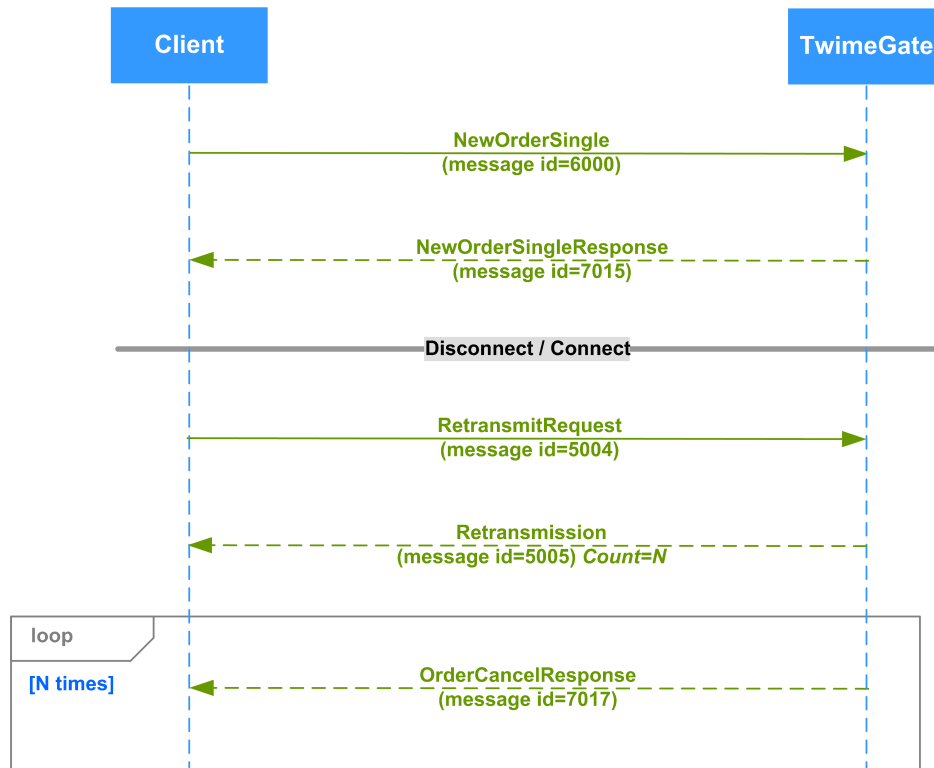 Client
TwimeGate
NewOrderSingle
(message id=6000)
NewOrderSingleResponse
(message id=7015)
Disconnect / Connect
RetransmitRequest
(message id=5004)
Retransmission
(message id=5005) Count=N
loop
[N times]
OrderCancelResponse
(message id=7017)